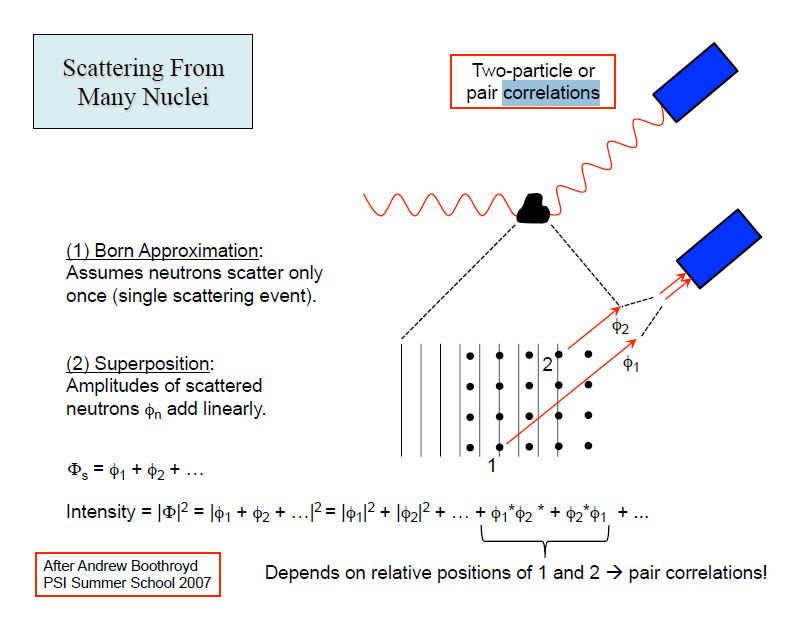 Scattering From
Many Nuclei
Two-particle or
pair correlations
(1) Born Approximation:
Assumes neutrons scatter only
once (single scattering event).
(2) Superposition:
Amplitudes of scattered
neutrons ϕn add linearly.
ϕ2
ϕ1
2
1
Φs = ϕ1 + ϕ2 + …
Intensity = |Φ|² = |ϕ1 + ϕ2 + …|² = |ϕ1|² + |ϕ2|² + … + ϕ1*ϕ2 * + ϕ2*ϕ1 + ...
Depends on relative positions of 1 and 2 → pair correlations!
After Andrew Boothroyd
PSI Summer School 2007